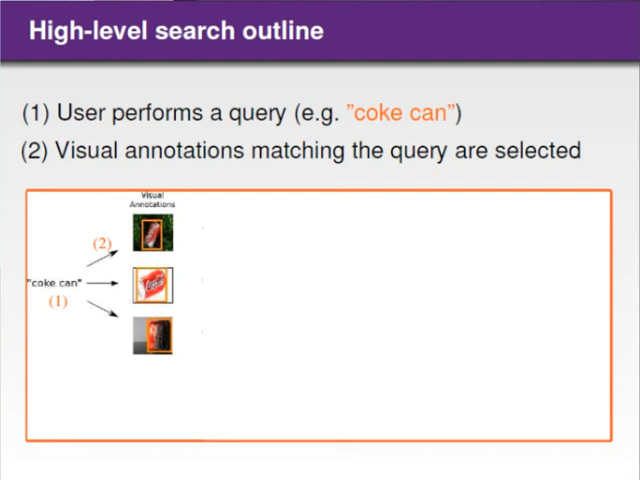 High-level search outline
(1) User performs a query (e.g. ”coke can”)
(2) Visual annotations matching the query are selected
Visual
Annotations
(2)
"coke can"
(1)